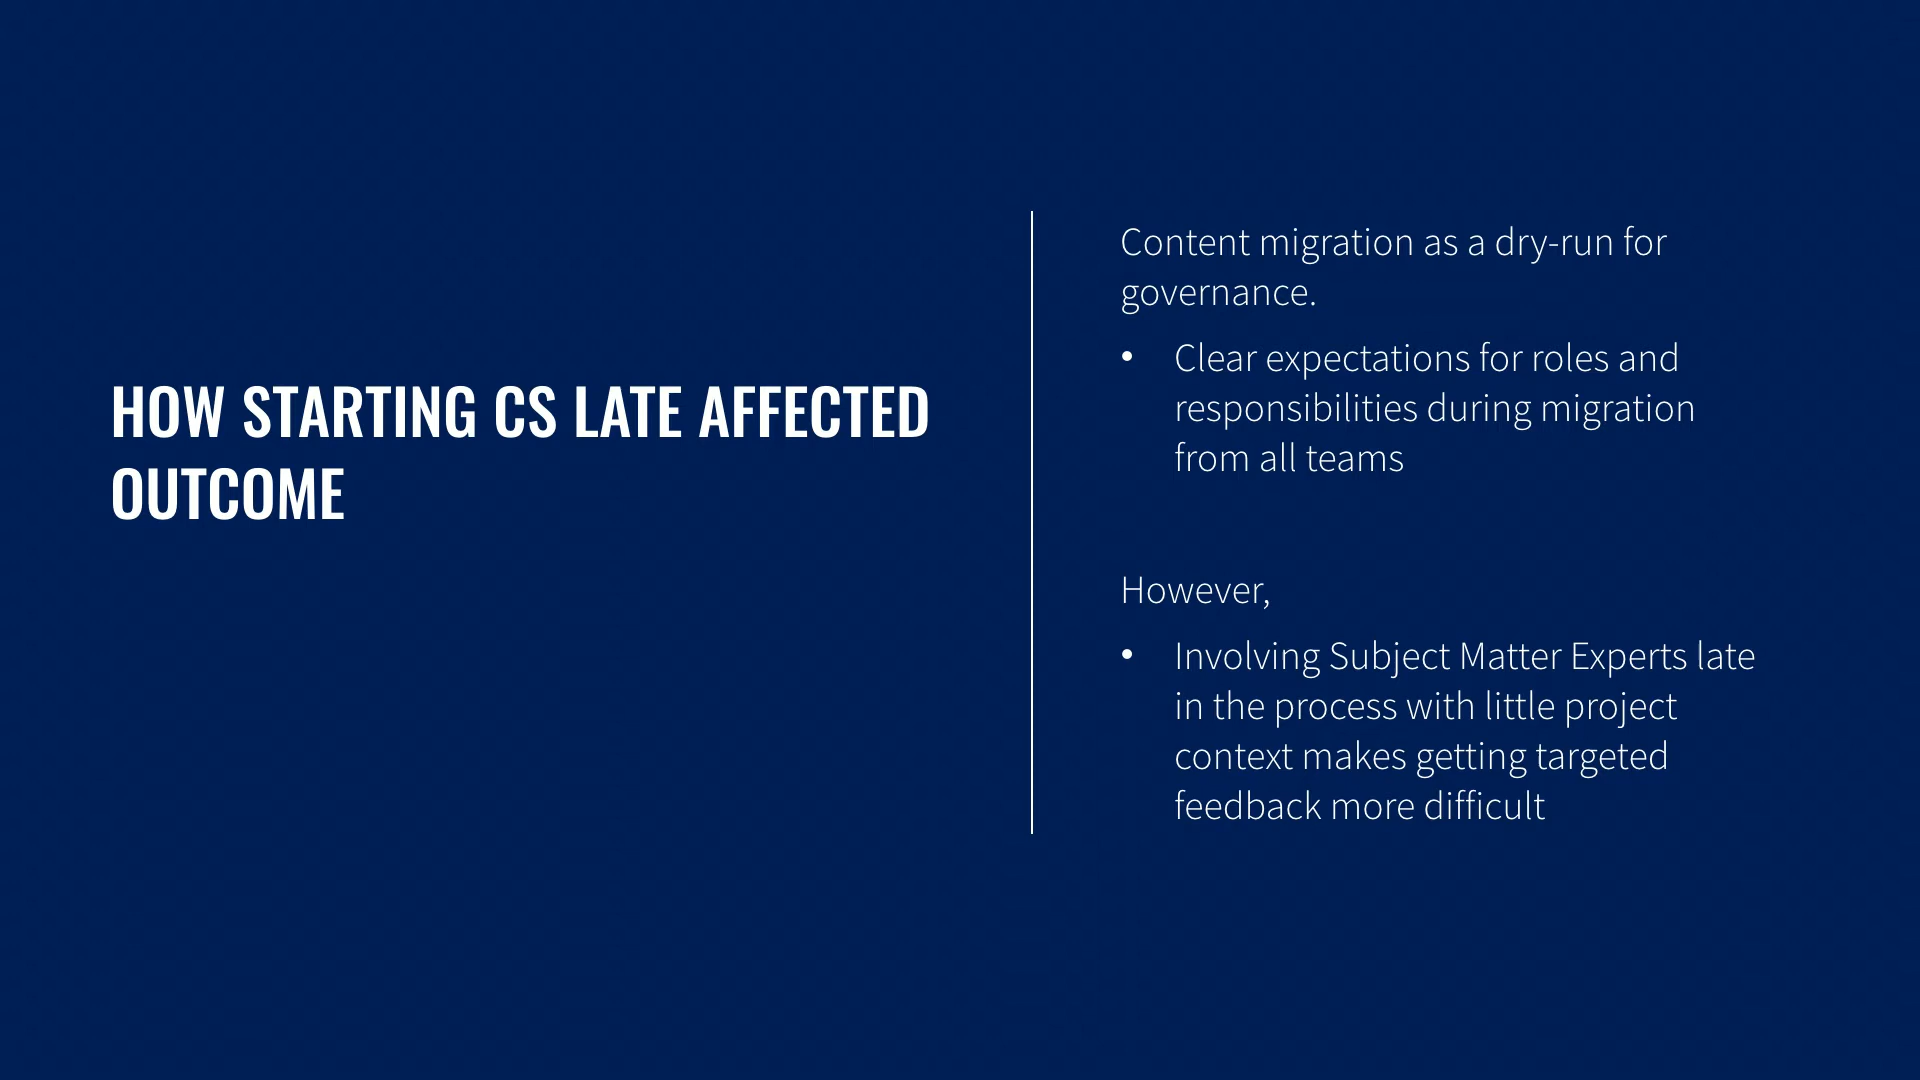 HOW STARTING CS LATE AFFECTED
OUTCOME
Content migration as a dry-run for
governance.
• Clear expectations for roles and
responsibilities during migration
from all teams
However,
• Involving Subject Matter Experts late
in the process with little project
context makes getting targeted
feedback more difficult